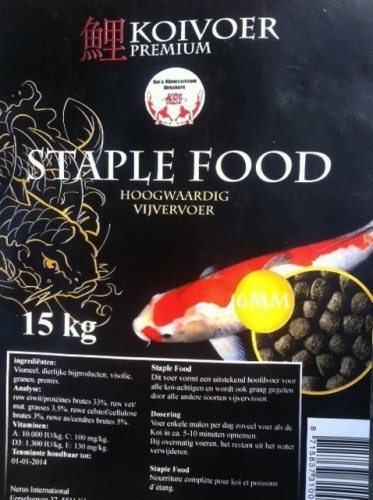 鯉 KOIVOER
PREMIUM
Koi & Vijvercentrum
KOI
STAPLE FOOD
HOOGWAARDIG
VIJVERVOER
6MM
15 kg
ingrediënten:
Vismeel, dierlijke bijproducten, visolie,
granen, premix.
Analyse:
ruw eiwit/protéines brutes 33%, ruw vet/
mat. grasses 3,5%, ruwe celstof/cellulose
brutes 3%, ruw as/cendres brutes 5%.
Vitaminen:
A: 10.000 IU/kg, C: 100 mg/kg,
D3: 1.300 IU/kg, E: 130 mg/kg.
Tenminste houdbaar tot:
01-01-2014
Nerus International
Staple Food
Dit voer vormt een uitstekend hoofdvoer voor
alle koi-achtigen en wordt ook graag gegeten
door alle andere soorten vijvervissen.
Dosering
Voer enkele malen per dag zoveel voer als de
Koi in ca. 5-10 minuten opnemen.
Bij overmatig voeren, het restant uit het water
verwijderen.
Staple Food
Nourriture complete pour koi et poissons
d'étang.